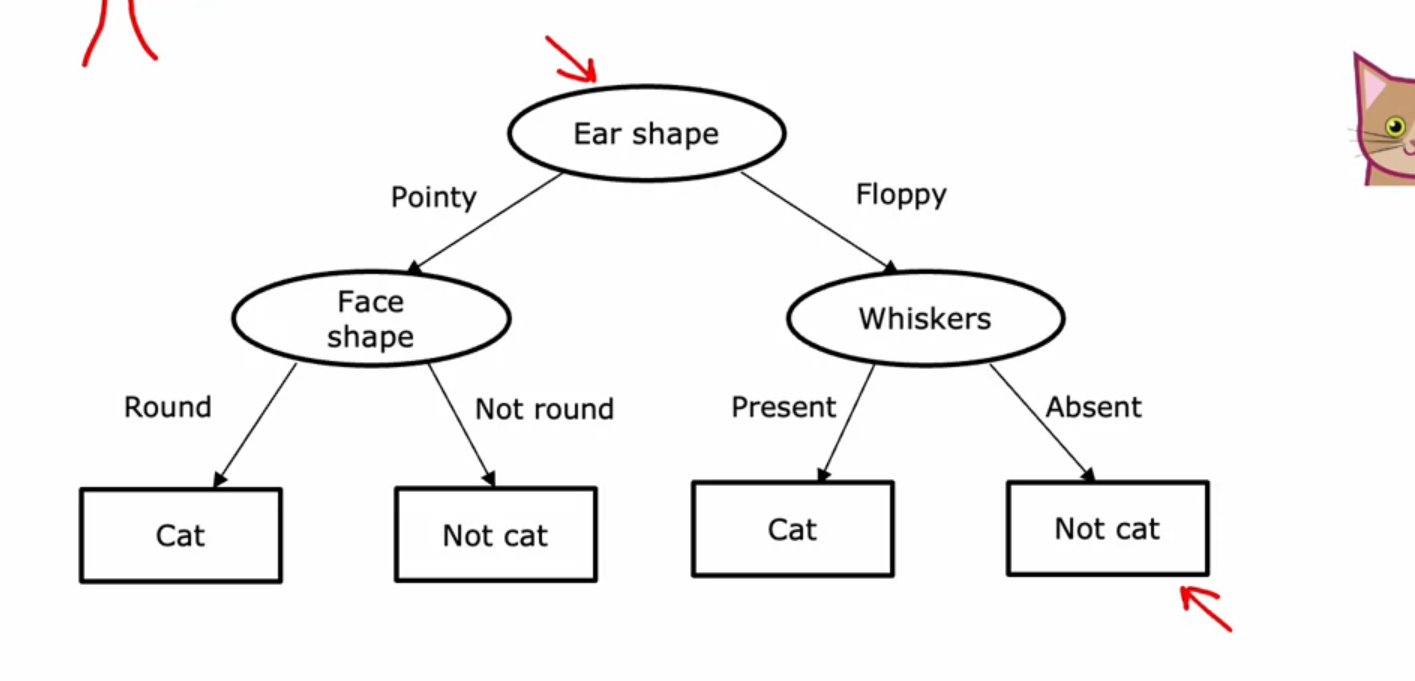 Ear shape
Pointy
Floppy
Face
shape
Whiskers
Round
Not round
Present
Absent
Cat
Not cat
Cat
Not cat